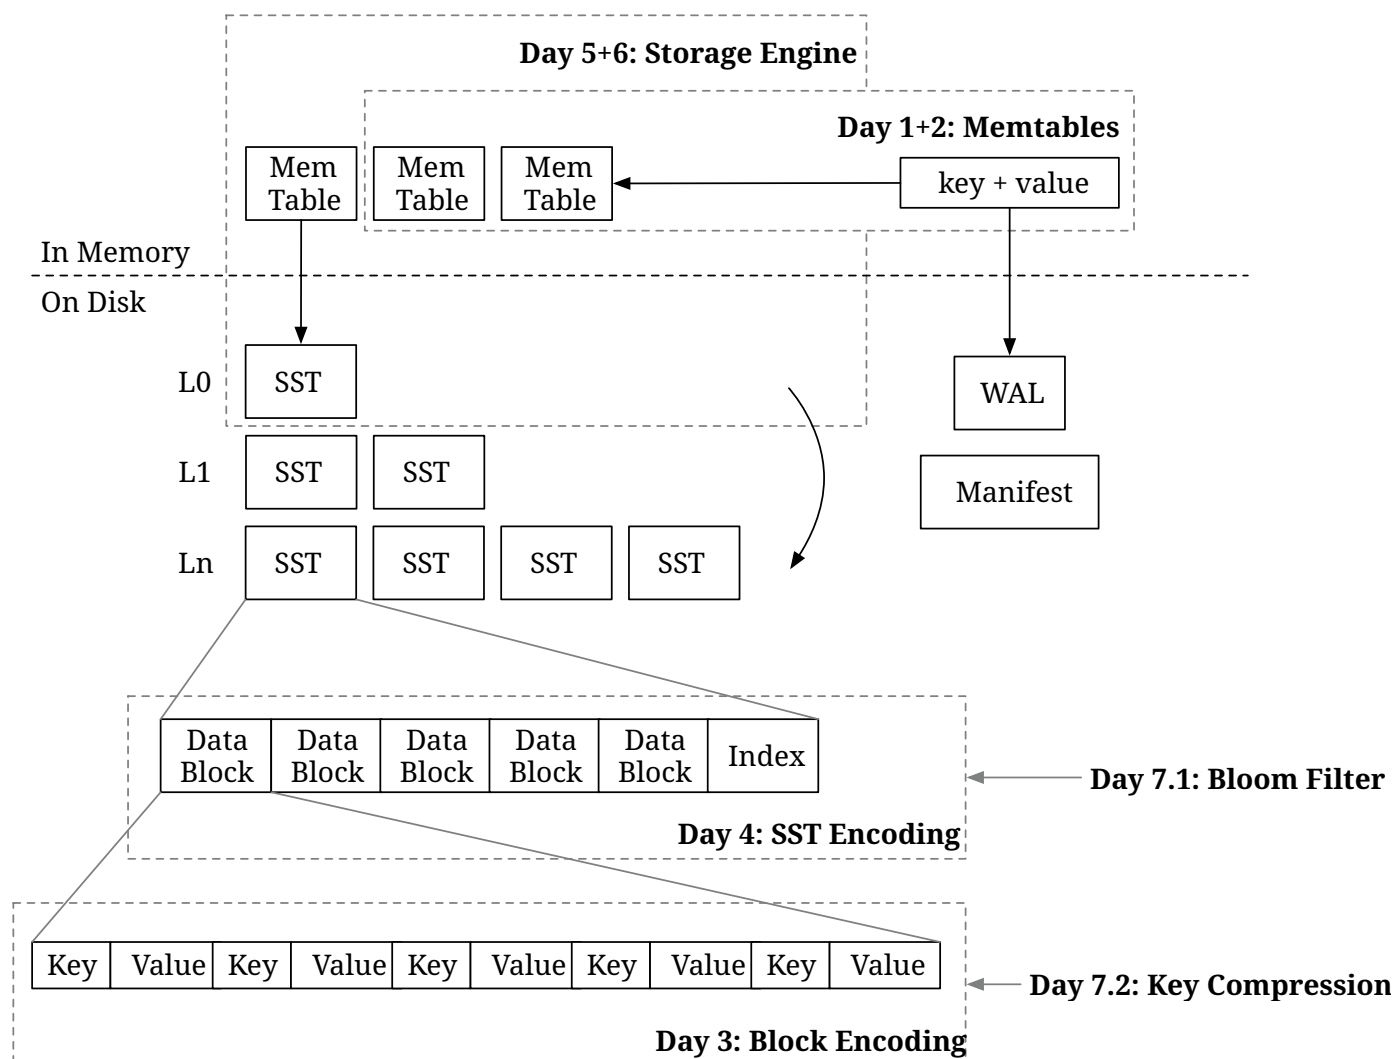 Day 5+6: Storage Engine
Day 1+2: Memtables
Mem
Table
Mem
Table
Mem
Table
key + value
In Memory
On Disk
L0
SST
WAL
L1
SST
SST
Manifest
Ln
SST
SST
SST
SST
Data
Block
Data
Block
Data
Block
Data
Block
Data
Block
Index
Day 7.1: Bloom Filter
Day 4: SST Encoding
Key
Value
Key
Value
Key
Value
Key
Value
Key
Value
Day 7.2: Key Compression
Day 3: Block Encoding